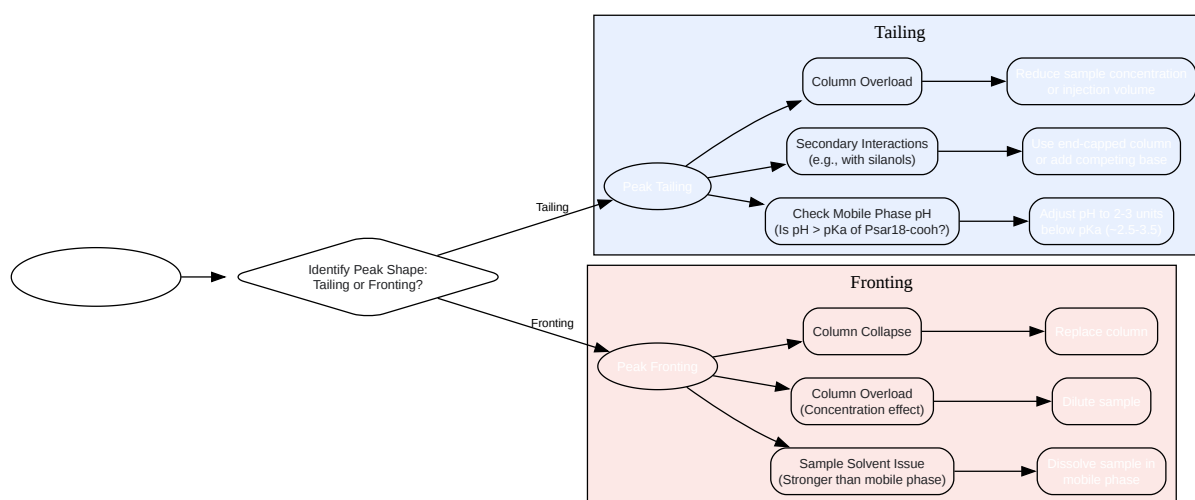 Tailing
Column Overload
Reduce sample concentration
or injection volume
Secondary Interactions
(e.g., with silanols)
Use end-capped column
or add competing base
Peak Tailing
Check Mobile Phase pH
(Is pH > pKa of Psar18-cooh?)
Adjust pH to 2-3 units
below pKa (~2.5-3.5)
Tailing
Identify Peak Shape:
Tailing or Fronting?
Fronting
Fronting
Column Collapse
Replace column
Peak Fronting
Column Overload
(Concentration effect)
Dilute sample
Sample Solvent Issue
(Stronger than mobile phase)
Dissolve sample in
mobile phase